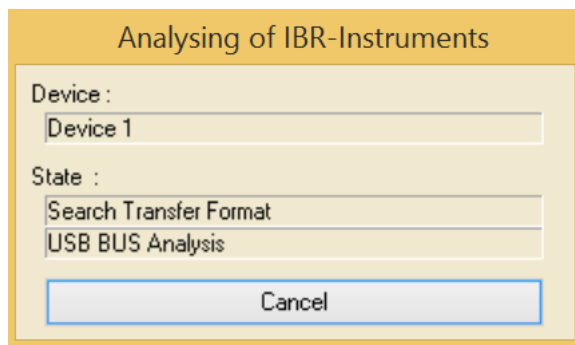 Analysing of IBR-Instruments
Device :
Device 1
State  :
Search Transfer Format
USB BUS Analysis
Cancel